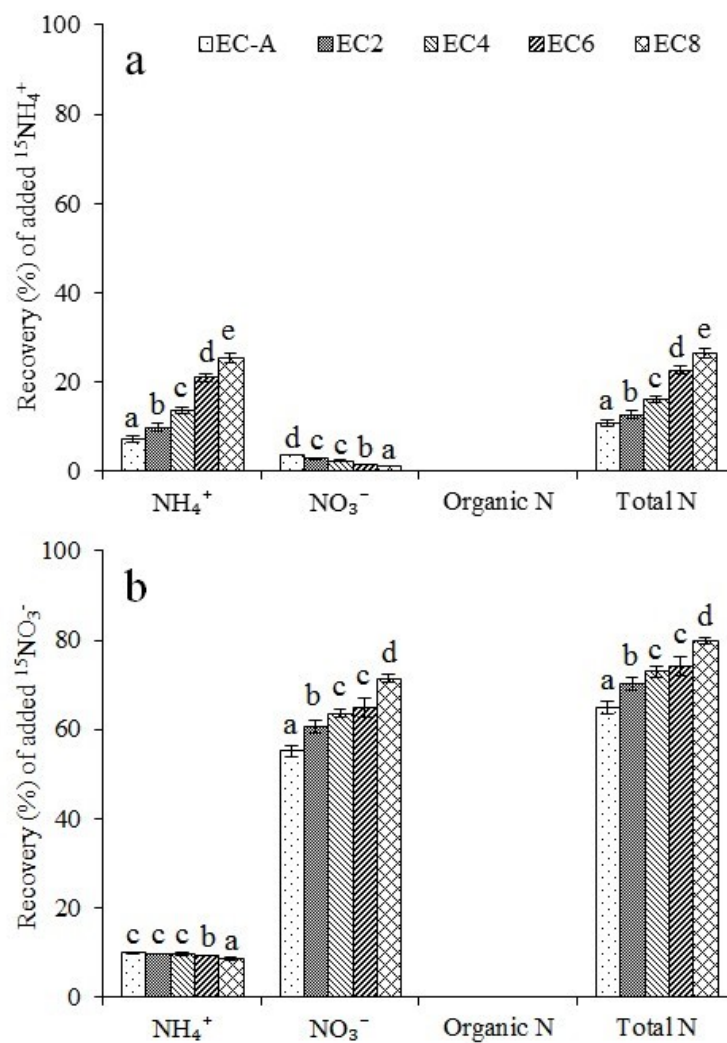 100
a
EC-A EC2 EC4 EC6 EC8
80
60
40
20
0
Recovery (%) of added ¹⁵NH₄⁺
a b c d e
d c c b a
a b c d e
NH₄⁺ NO₃⁻ Organic N Total N
100
b
80
60
40
20
0
Recovery (%) of added ¹⁵NO₃⁻
c c c b a
a b c c d
a b c c d
NH₄⁺ NO₃⁻ Organic N Total N